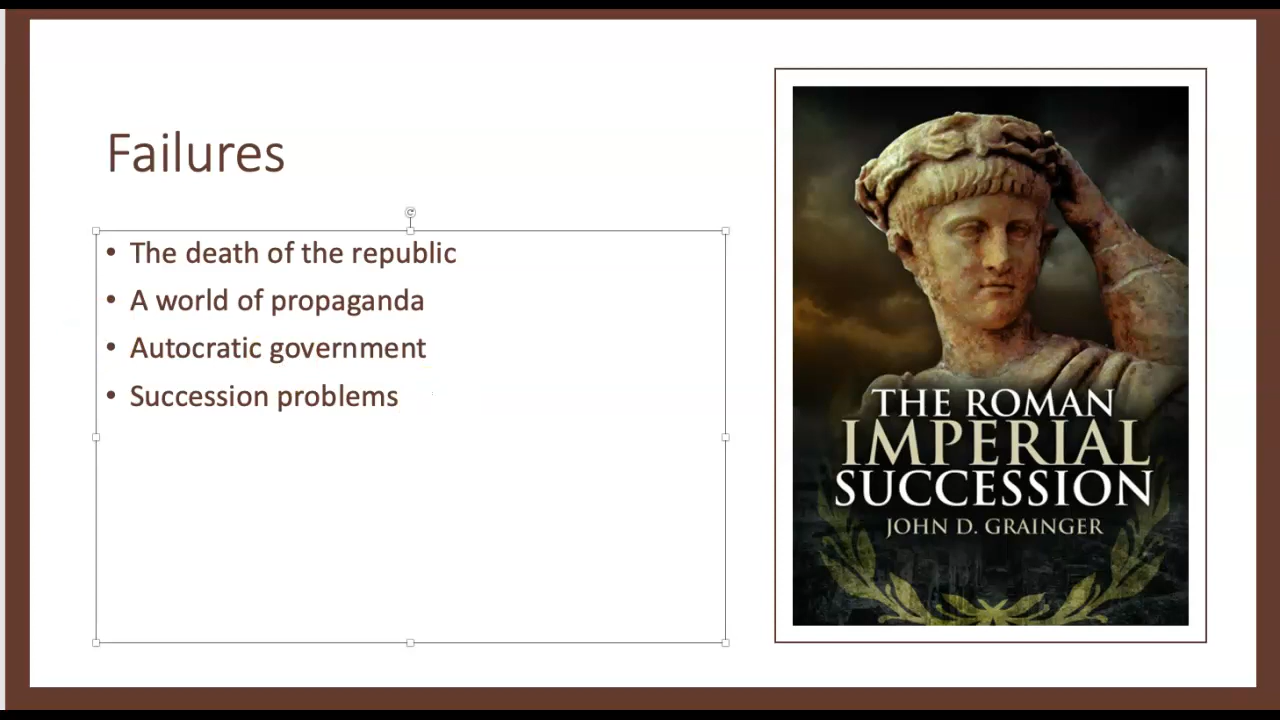 Failures
• The death of the republic
• A world of propaganda
• Autocratic government
• Succession problems
THE ROMAN
IMPERIAL
SUCCESSION
JOHN D. GRAINGER